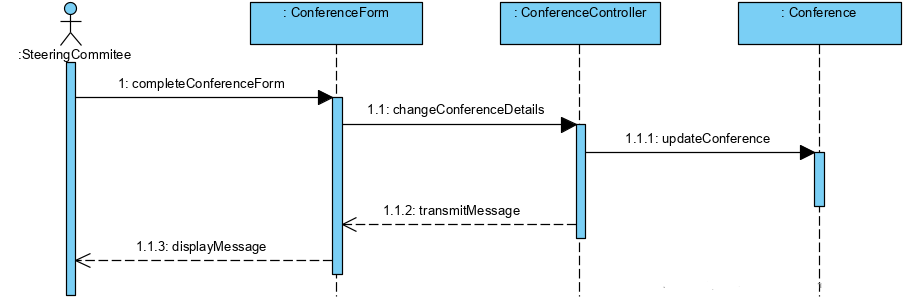 : ConferenceForm
: ConferenceController
: Conference
:SteeringCommitee
1: completeConferenceForm
1.1: changeConferenceDetails
1.1.1: updateConference
1.1.2: transmitMessage
1.1.3: displayMessage